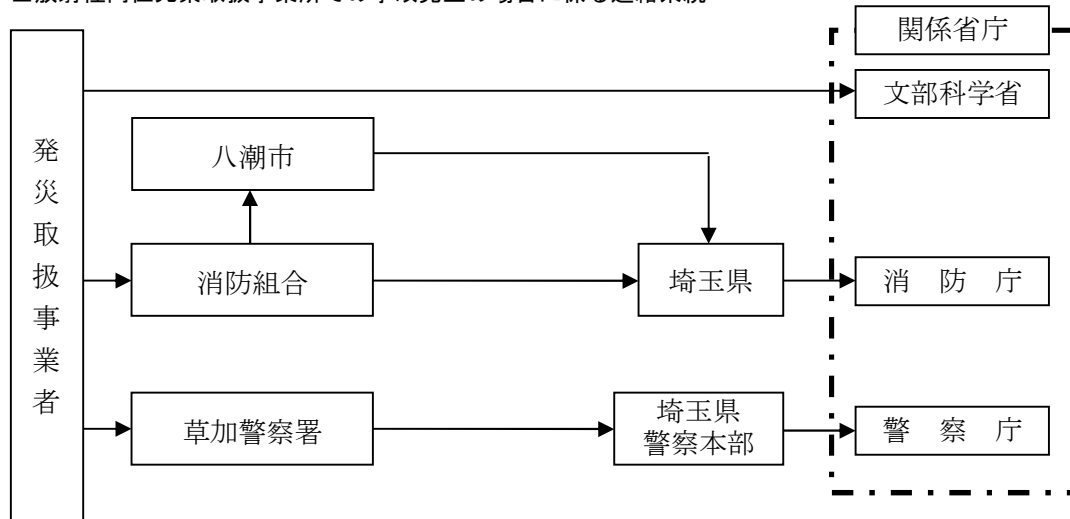 関係省庁
文部科学省
発災取扱事業者
八潮市
消防組合
埼玉県
消 防 庁
草加警察署
埼玉県
警察本部
警 察 庁